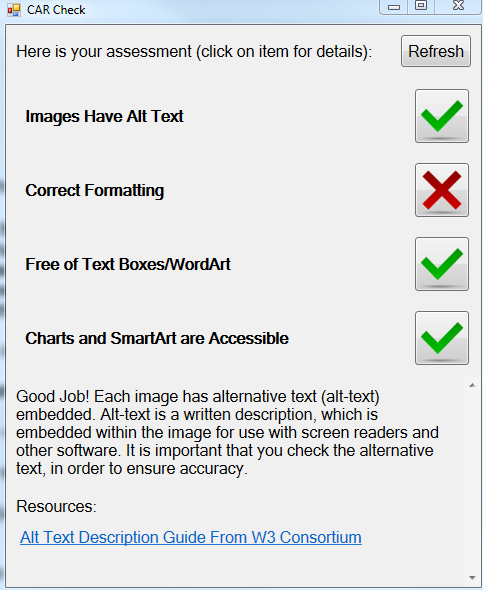 CAR Check
Here is your assessment (click on item for details):
Refresh
Images Have Alt Text
Correct Formatting
Free of Text Boxes/WordArt
Charts and SmartArt are Accessible
Good Job! Each image has alternative text (alt-text)
embedded. Alt-text is a written description, which is
embedded within the image for use with screen readers and
other software. It is important that you check the alternative
text, in order to ensure accuracy.
Resources:
Alt Text Description Guide From W3 Consortium